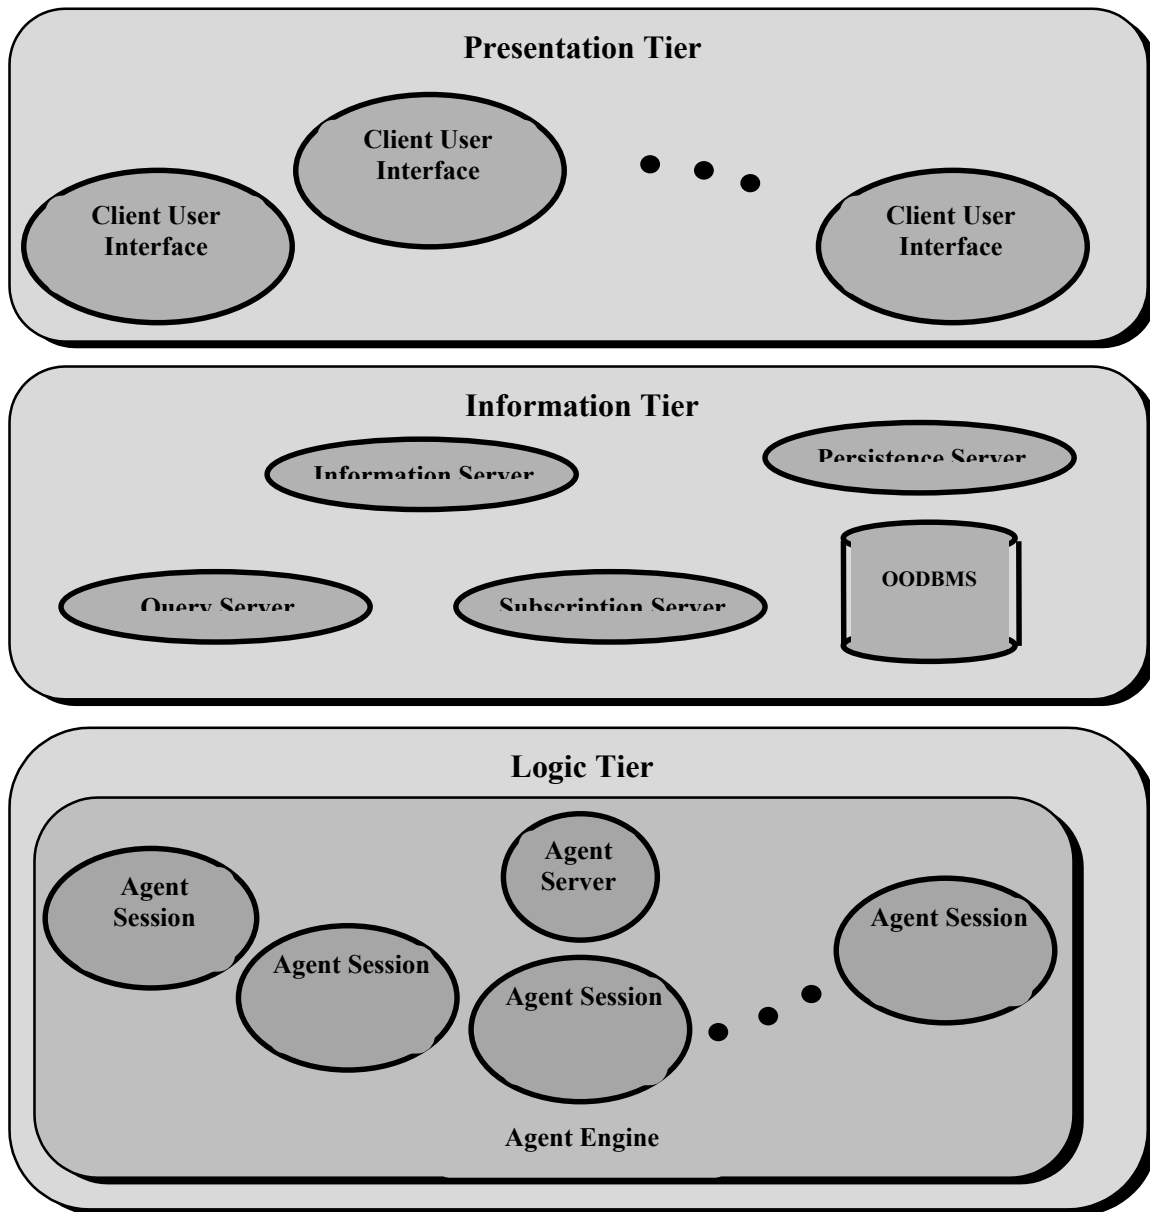 Presentation Tier
Client User
Interface
Client User
Interface
Client User
Interface
Information Tier
Information Server
Persistence Server
Query Server
Subscription Server
OODBMS
Logic Tier
Agent
Session
Agent
Server
Agent Session
Agent Session
Agent Session
Agent Engine